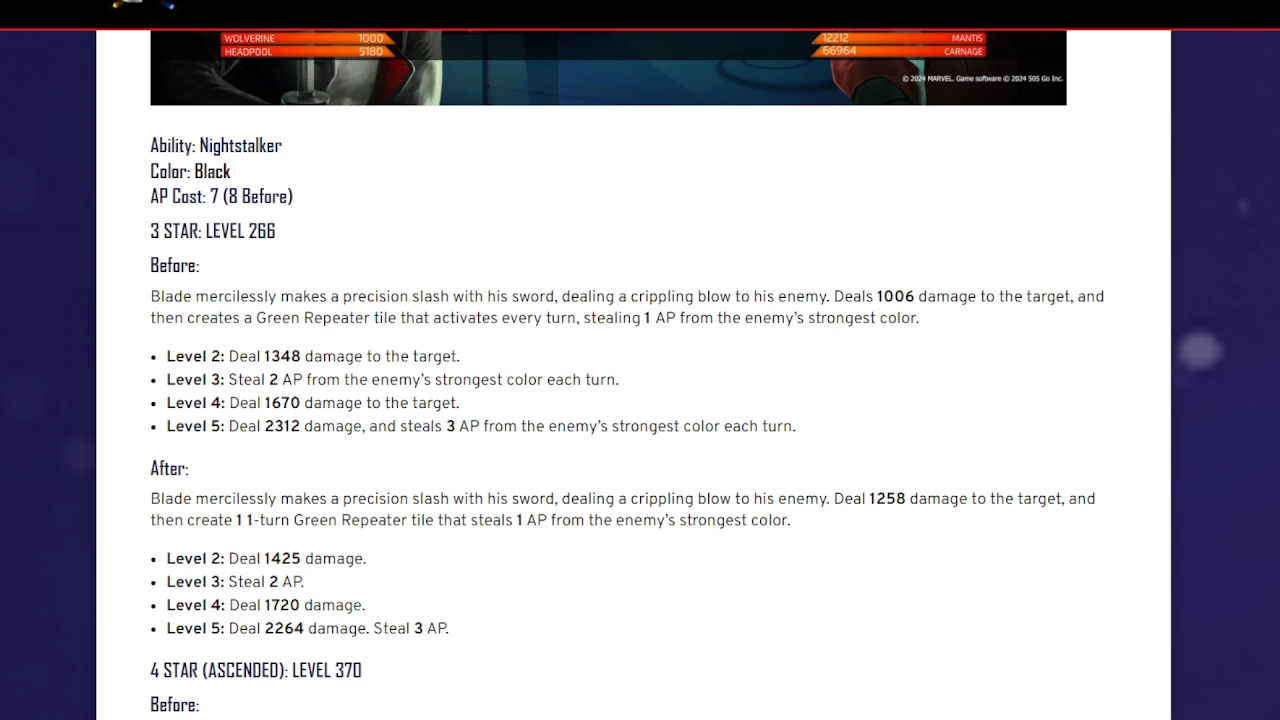 WOLVERINE 1000
HEADPOOL 5180
12212 MANTIS
66964 CARNAGE
© 2024 MARVEL. Game software © 2024 505 Go Inc.
Ability: Nightstalker
Color: Black
AP Cost: 7 (8 Before)
3 STAR: LEVEL 266
Before:
Blade mercilessly makes a precision slash with his sword, dealing a crippling blow to his enemy. Deals 1006 damage to the target, and
then creates a Green Repeater tile that activates every turn, stealing 1 AP from the enemy’s strongest color.
• Level 2: Deal 1348 damage to the target.
• Level 3: Steal 2 AP from the enemy’s strongest color each turn.
• Level 4: Deal 1670 damage to the target.
• Level 5: Deal 2312 damage, and steals 3 AP from the enemy’s strongest color each turn.
After:
Blade mercilessly makes a precision slash with his sword, dealing a crippling blow to his enemy. Deal 1258 damage to the target, and
then create 1 1-turn Green Repeater tile that steals 1 AP from the enemy’s strongest color.
• Level 2: Deal 1425 damage.
• Level 3: Steal 2 AP.
• Level 4: Deal 1720 damage.
• Level 5: Deal 2264 damage. Steal 3 AP.
4 STAR (ASCENDED): LEVEL 370
Before: